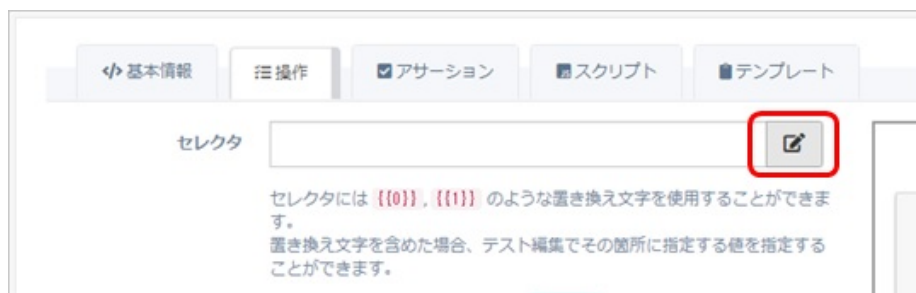 基本情報 操作 アサーション スクリプト テンプレート
セレクタ
セレクタには {{0}} , {{1}} のような置き換え文字を使用することができま
す。
置き換え文字を含めた場合、テスト編集でその箇所に指定する値を指定する
ことができます。